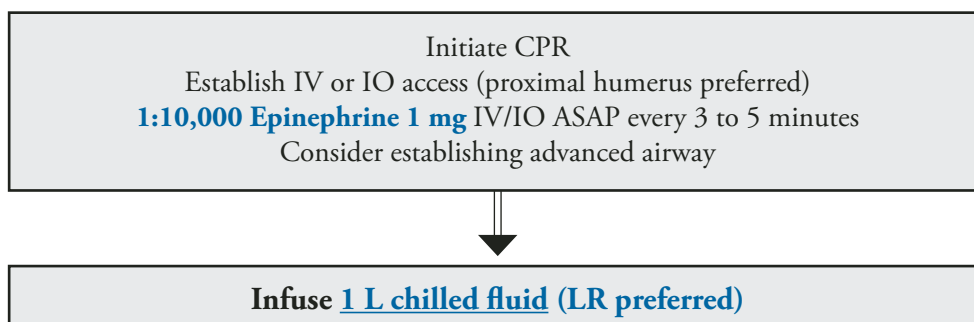 Initiate CPR
Establish IV or IO access (proximal humerus preferred)
1:10,000 Epinephrine 1 mg IV/IO ASAP every 3 to 5 minutes
Consider establishing advanced airway
Infuse 1 L chilled fluid (LR preferred)